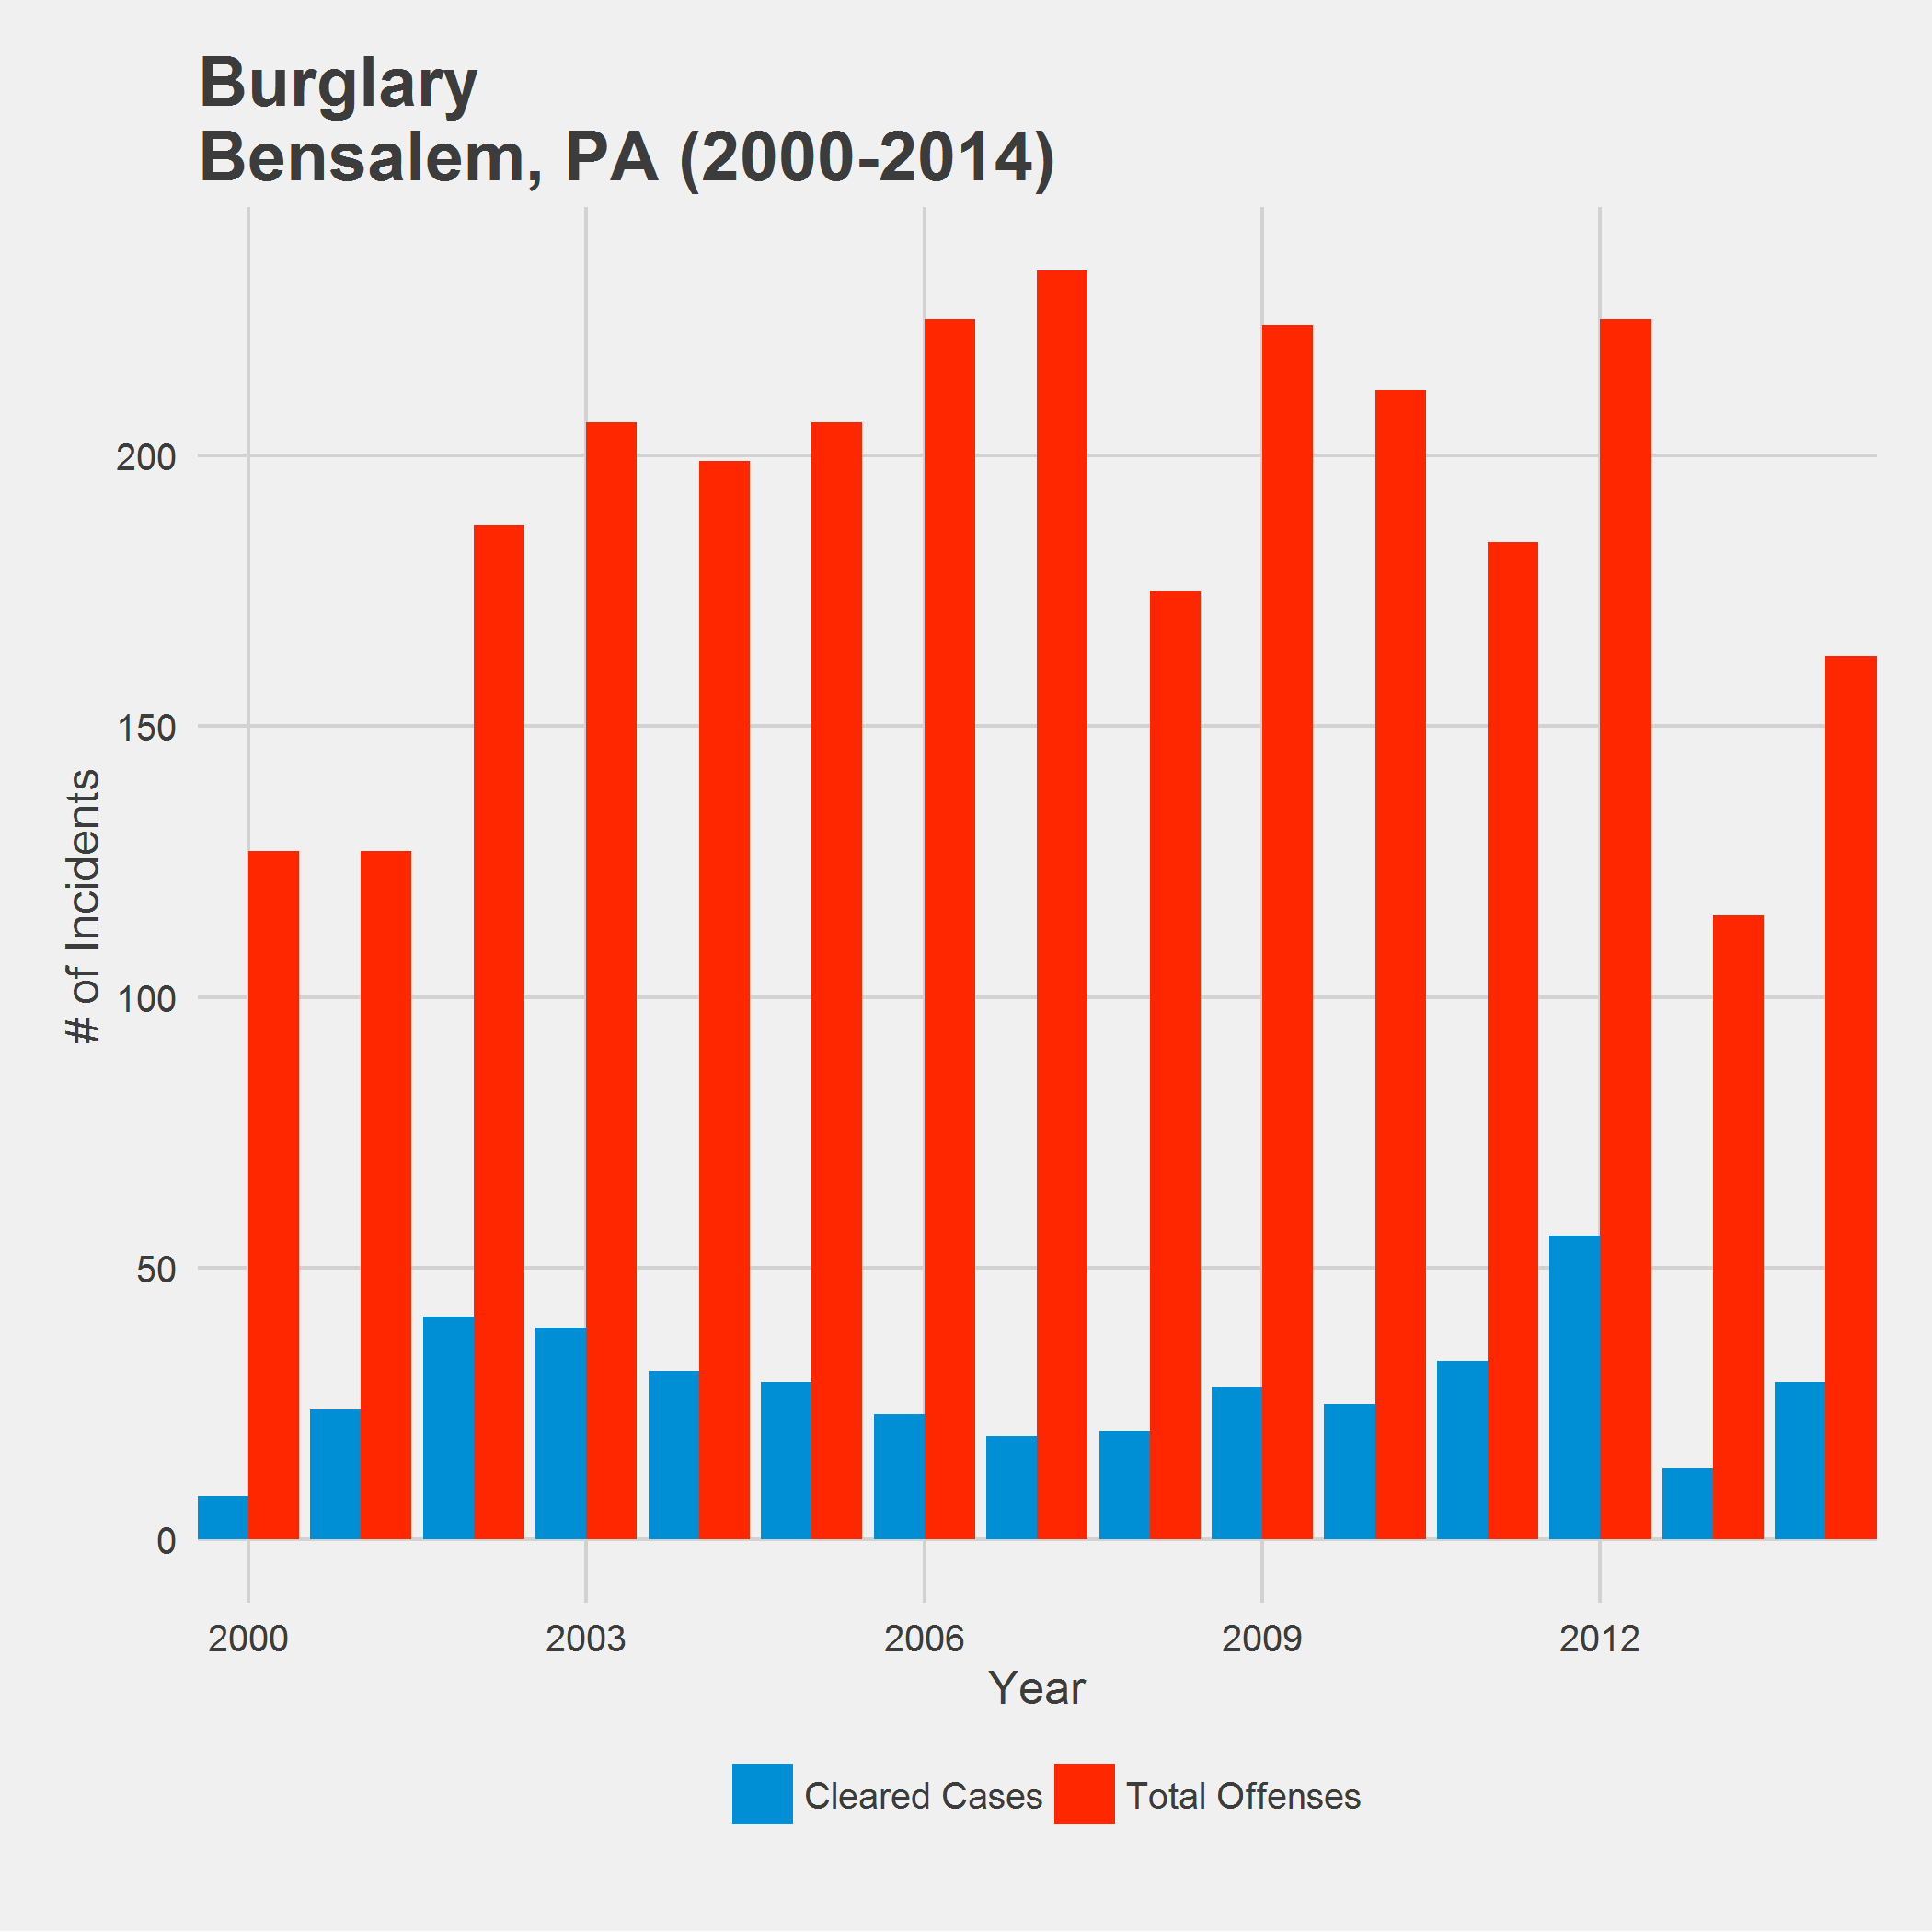 Burglary
Bensalem, PA (2000-2014)
# of Incidents
200
150
100
50
0
2000 2003 2006 2009 2012
Year
Cleared Cases Total Offenses